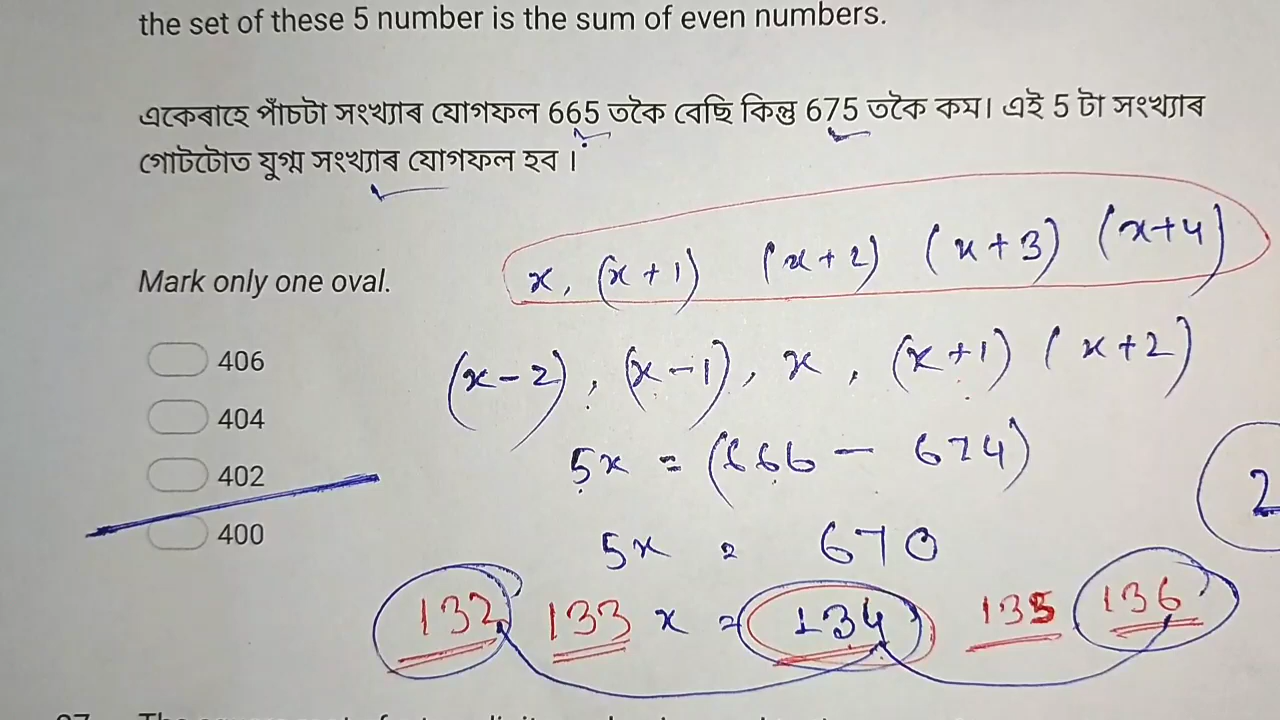 the set of these 5 number is the sum of even numbers.
একেৰাহে পাঁচটা সংখ্যাৰ যোগফল 665 তকৈ বেছি কিন্তু 675 তকৈ কম। এই 5 টা সংখ্যাৰ
গোটটোত যুগ্ম সংখ্যাৰ যোগফল হব ।
x, (x+1) (x+2) (x+3) (x+4)
Mark only one oval.
(x-2), (x-1), x, (x+1) (x+2)
406
404
5x = (666 - 674)
402
2
400
5x = 670
132 133 x = 134 135 136